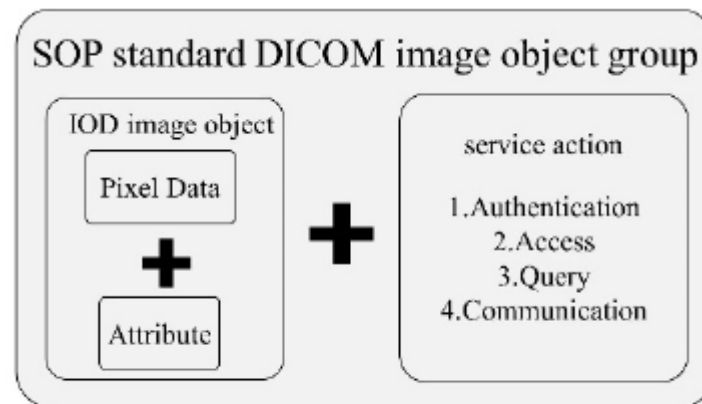 SOP standard DICOM image object group
IOD image object
Pixel Data
+
Attribute
+
service action
1.Authentication
2.Access
3.Query
4.Communication